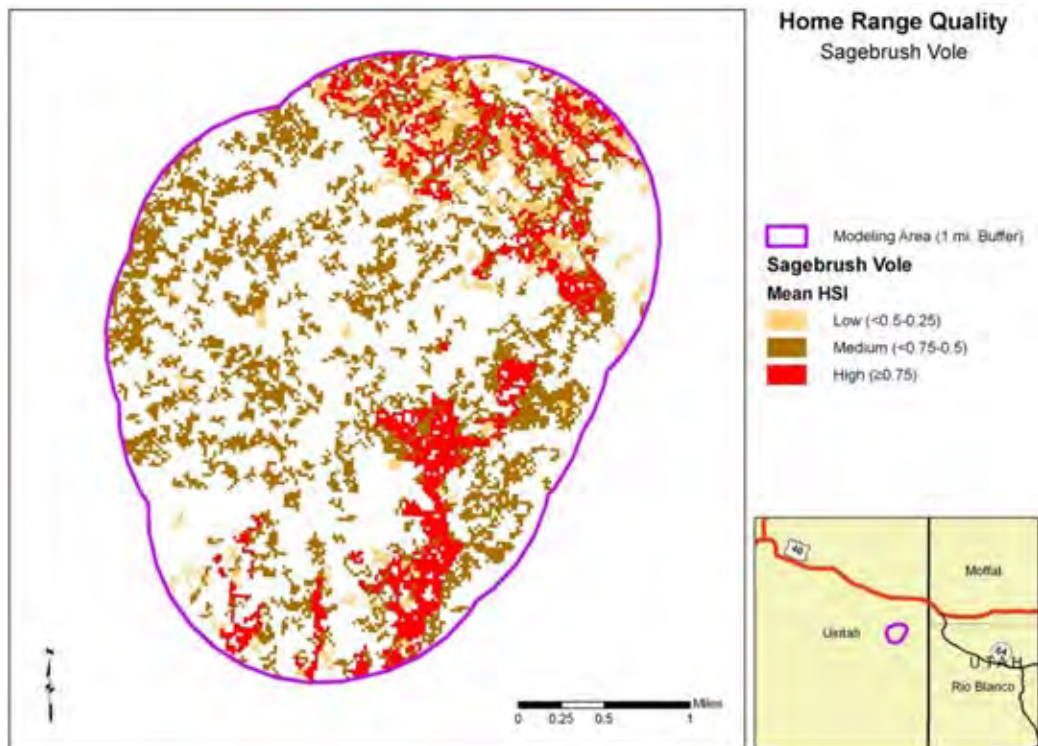 Home Range Quality
Sagebrush Vole
Modeling Area (1 mi. Buffer)
Sagebrush Vole
Mean HSI
Low (<0.5-0.25)
Medium (<0.75-0.5)
High (≥0.75)
40
Moffat
Uintah
64
UTAH
Rio Blanco
Miles
0 0.25 0.5 1